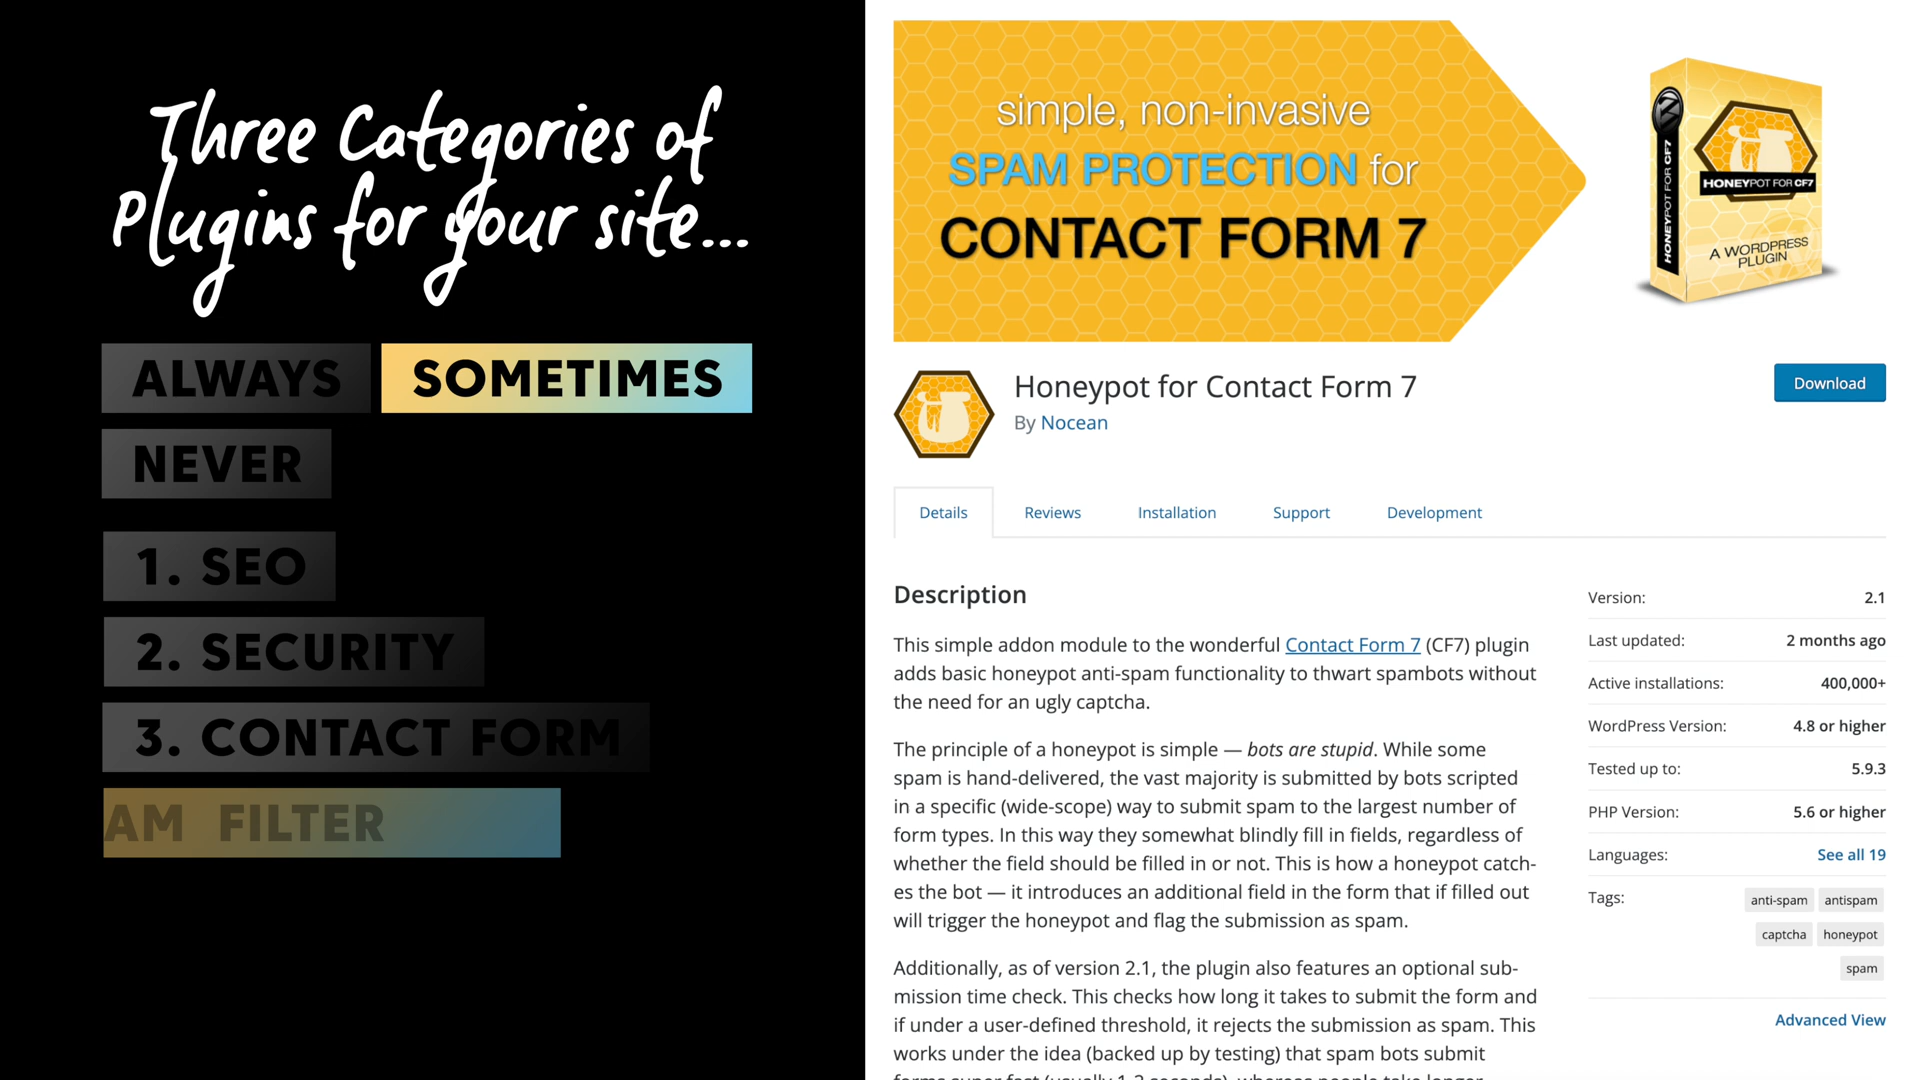 Three Categories of
Plugins for your site...
ALWAYS SOMETIMES
NEVER
1. SEO
2. SECURITY
3. CONTACT FORM
AM FILTER
simple, non-invasive
SPAM PROTECTION for
CONTACT FORM 7
HONEYPOT FOR CF7
HONEYPOT FOR CF7
A WORDPRESS
PLUGIN
Honeypot for Contact Form 7
By Nocean
Download
Details Reviews Installation Support Development
Description
This simple addon module to the wonderful Contact Form 7 (CF7) plugin
adds basic honeypot anti-spam functionality to thwart spambots without
the need for an ugly captcha.
The principle of a honeypot is simple — bots are stupid. While some
spam is hand-delivered, the vast majority is submitted by bots scripted
in a specific (wide-scope) way to submit spam to the largest number of
form types. In this way they somewhat blindly fill in fields, regardless of
whether the field should be filled in or not. This is how a honeypot catch-
es the bot — it introduces an additional field in the form that if filled out
will trigger the honeypot and flag the submission as spam.
Additionally, as of version 2.1, the plugin also features an optional sub-
mission time check. This checks how long it takes to submit the form and
if under a user-defined threshold, it rejects the submission as spam. This
works under the idea (backed up by testing) that spam bots submit
forms super fast (usually 1-2 seconds), whereas people take longer
Version: 2.1
Last updated: 2 months ago
Active installations: 400,000+
WordPress Version: 4.8 or higher
Tested up to: 5.9.3
PHP Version: 5.6 or higher
Languages: See all 19
Tags: anti-spam antispam
captcha honeypot
spam
Advanced View